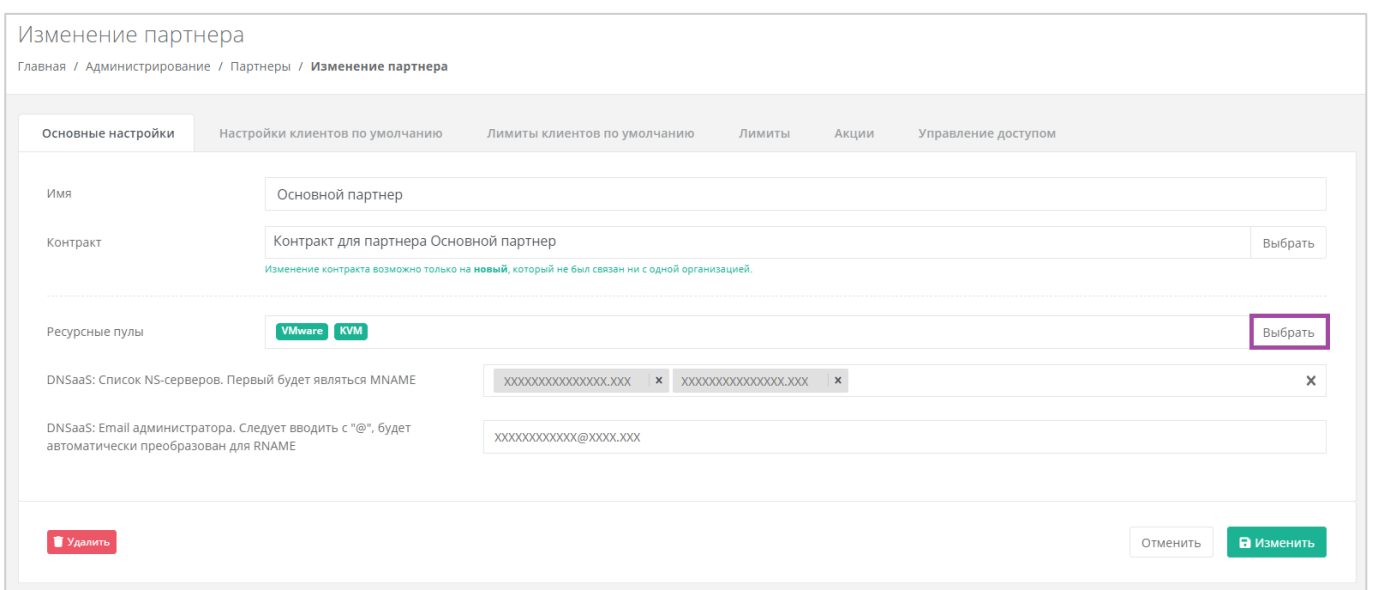 Изменение партнера
Главная / Администрирование / Партнеры / Изменение партнера
Основные настройки Настройки клиентов по умолчанию Лимиты клиентов по умолчанию Лимиты Акции Управление доступом
Имя Основной партнер
Контракт Контракт для партнера Основной партнер Выбрать
Изменение контракта возможно только на новый, который не был связан ни с одной организацией.
Ресурсные пулы VMware KVM Выбрать
DNSaaS: Список NS-серверов. Первый будет являться MNAME XXXXXXXXXXXXXXX.XXX × XXXXXXXXXXXXXXX.XXX × ×
DNSaaS: Email администратора. Следует вводить с "@", будет
автоматически преобразован для RNAME XXXXXXXXXXXX@XXXX.XXX
Удалить Отменить Изменить